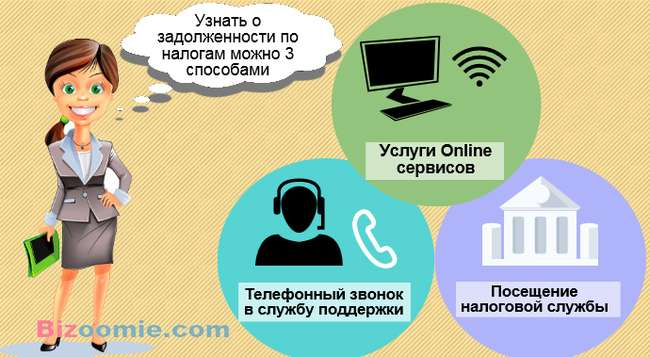 Узнать о
задолженности по
налогам можно 3
способами
Услуги Online
сервисов
Телефонный звонок
в службу поддержки
Посещение
налоговой службы
Bizoomie.com